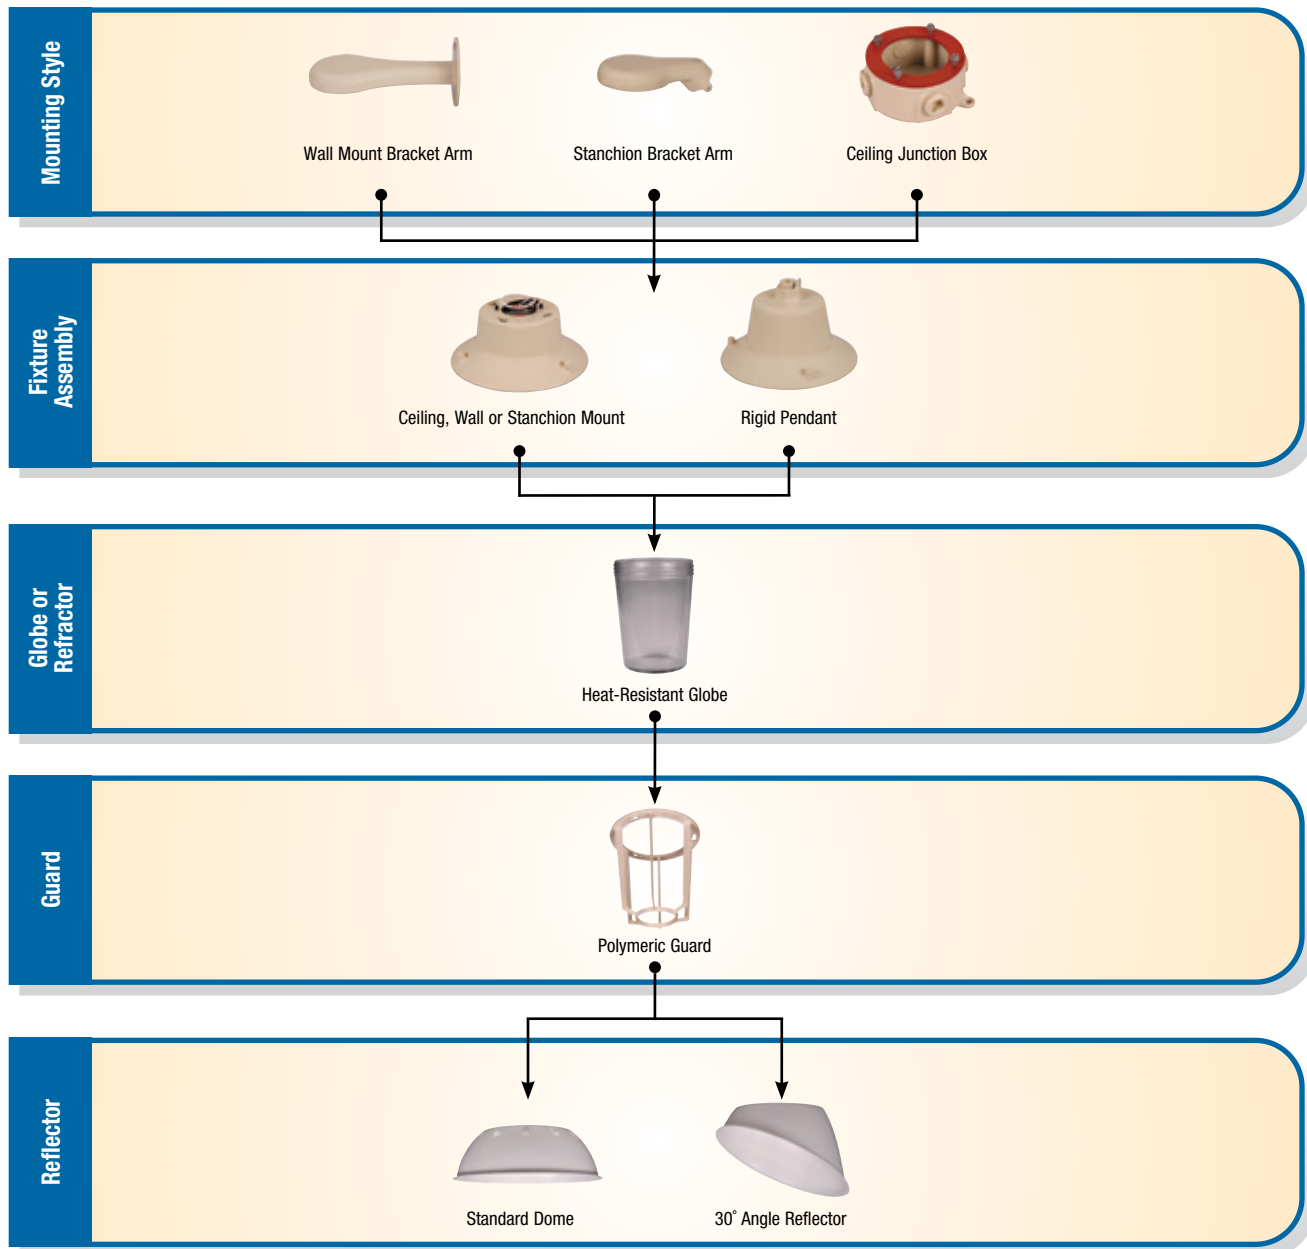 Mounting Style
Wall Mount Bracket Arm
Stanchion Bracket Arm
Ceiling Junction Box
Fixture
Assembly
Ceiling, Wall or Stanchion Mount
Rigid Pendant
Globe or
Refractor
Heat-Resistant Globe
Guard
Polymeric Guard
Reflector
Standard Dome
30˚ Angle Reflector